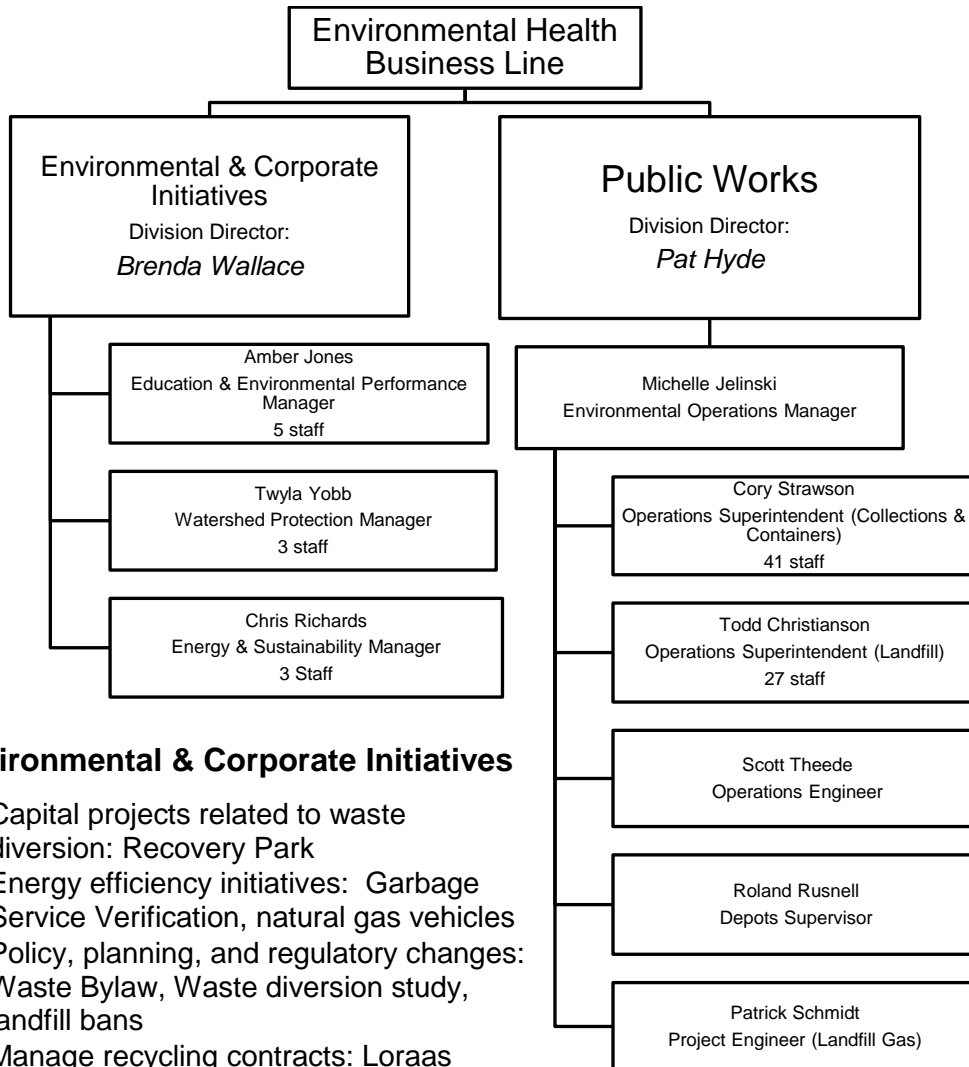 Environmental Health
Business Line
Environmental & Corporate
Initiatives
Division Director:
Brenda Wallace
Public Works
Division Director:
Pat Hyde
Amber Jones
Education & Environmental Performance
Manager
5 staff
Twyla Yobb
Watershed Protection Manager
3 staff
Chris Richards
Energy & Sustainability Manager
3 Staff
Michelle Jelinski
Environmental Operations Manager
Cory Strawson
Operations Superintendent (Collections &
Containers)
41 staff
Todd Christianson
Operations Superintendent (Landfill)
27 staff
Scott Theede
Operations Engineer
Roland Rusnell
Depots Supervisor
Patrick Schmidt
Project Engineer (Landfill Gas)
ironmental & Corporate Initiatives
Capital projects related to waste
diversion: Recovery Park
Energy efficiency initiatives: Garbage
Service Verification, natural gas vehicles
Policy, planning, and regulatory changes:
Waste Bylaw, Waste diversion study,
landfill bans
Manage recycling contracts: Loraas